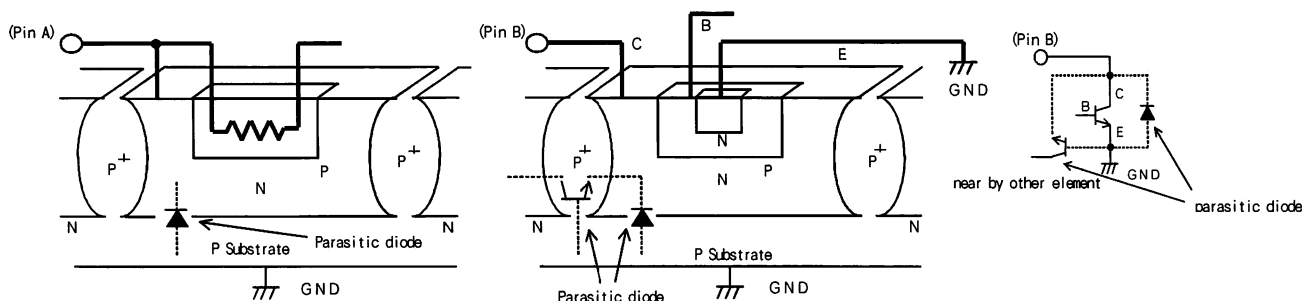 (Pin A)
P+
P+
P
N
N
N
Parasitic diode
P Substrate
GND
(Pin B)
C
B
E
GND
P+
P+
N
P
N
N
N
P Substrate
Parasitic diode
GND
(Pin B)
C
B
E
GND
near by other element
parasitic diode